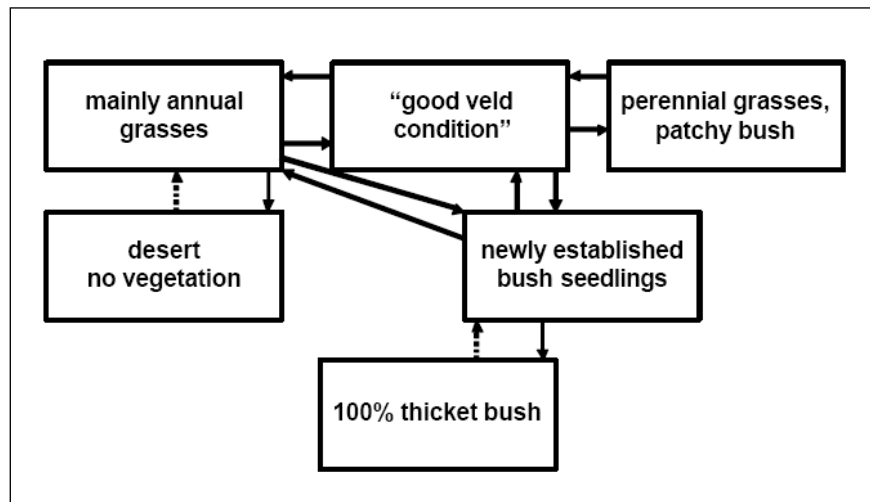 mainly annual
grasses
“good veld
condition”
perennial grasses,
patchy bush
desert
no vegetation
newly established
bush seedlings
100% thicket bush